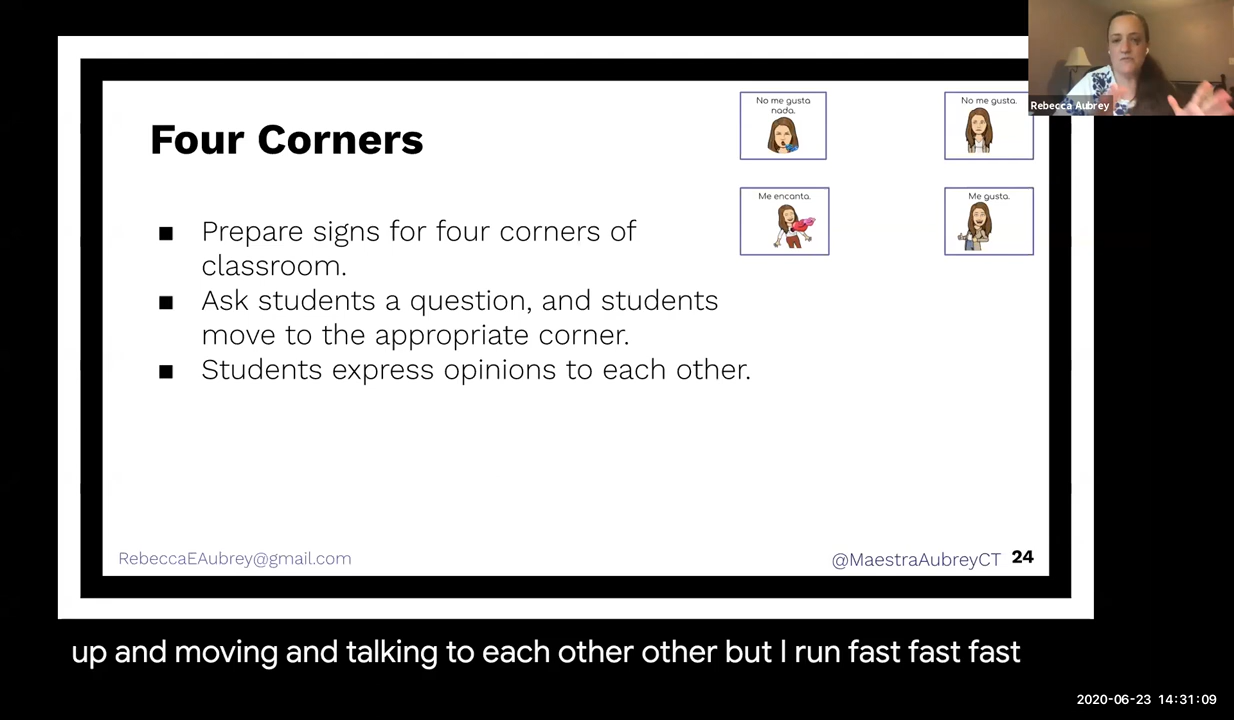 Four Corners
No me gusta
nada.
No me gusta.
Me encanta.
Me gusta.
■ Prepare signs for four corners of
classroom.
■ Ask students a question, and students
move to the appropriate corner.
■ Students express opinions to each other.
RebeccaEAubrey@gmail.com
@MaestraAubreyCT 24
Rebecca Aubrey
up and moving and talking to each other other but I run fast fast fast
2020-06-23 14:31:09